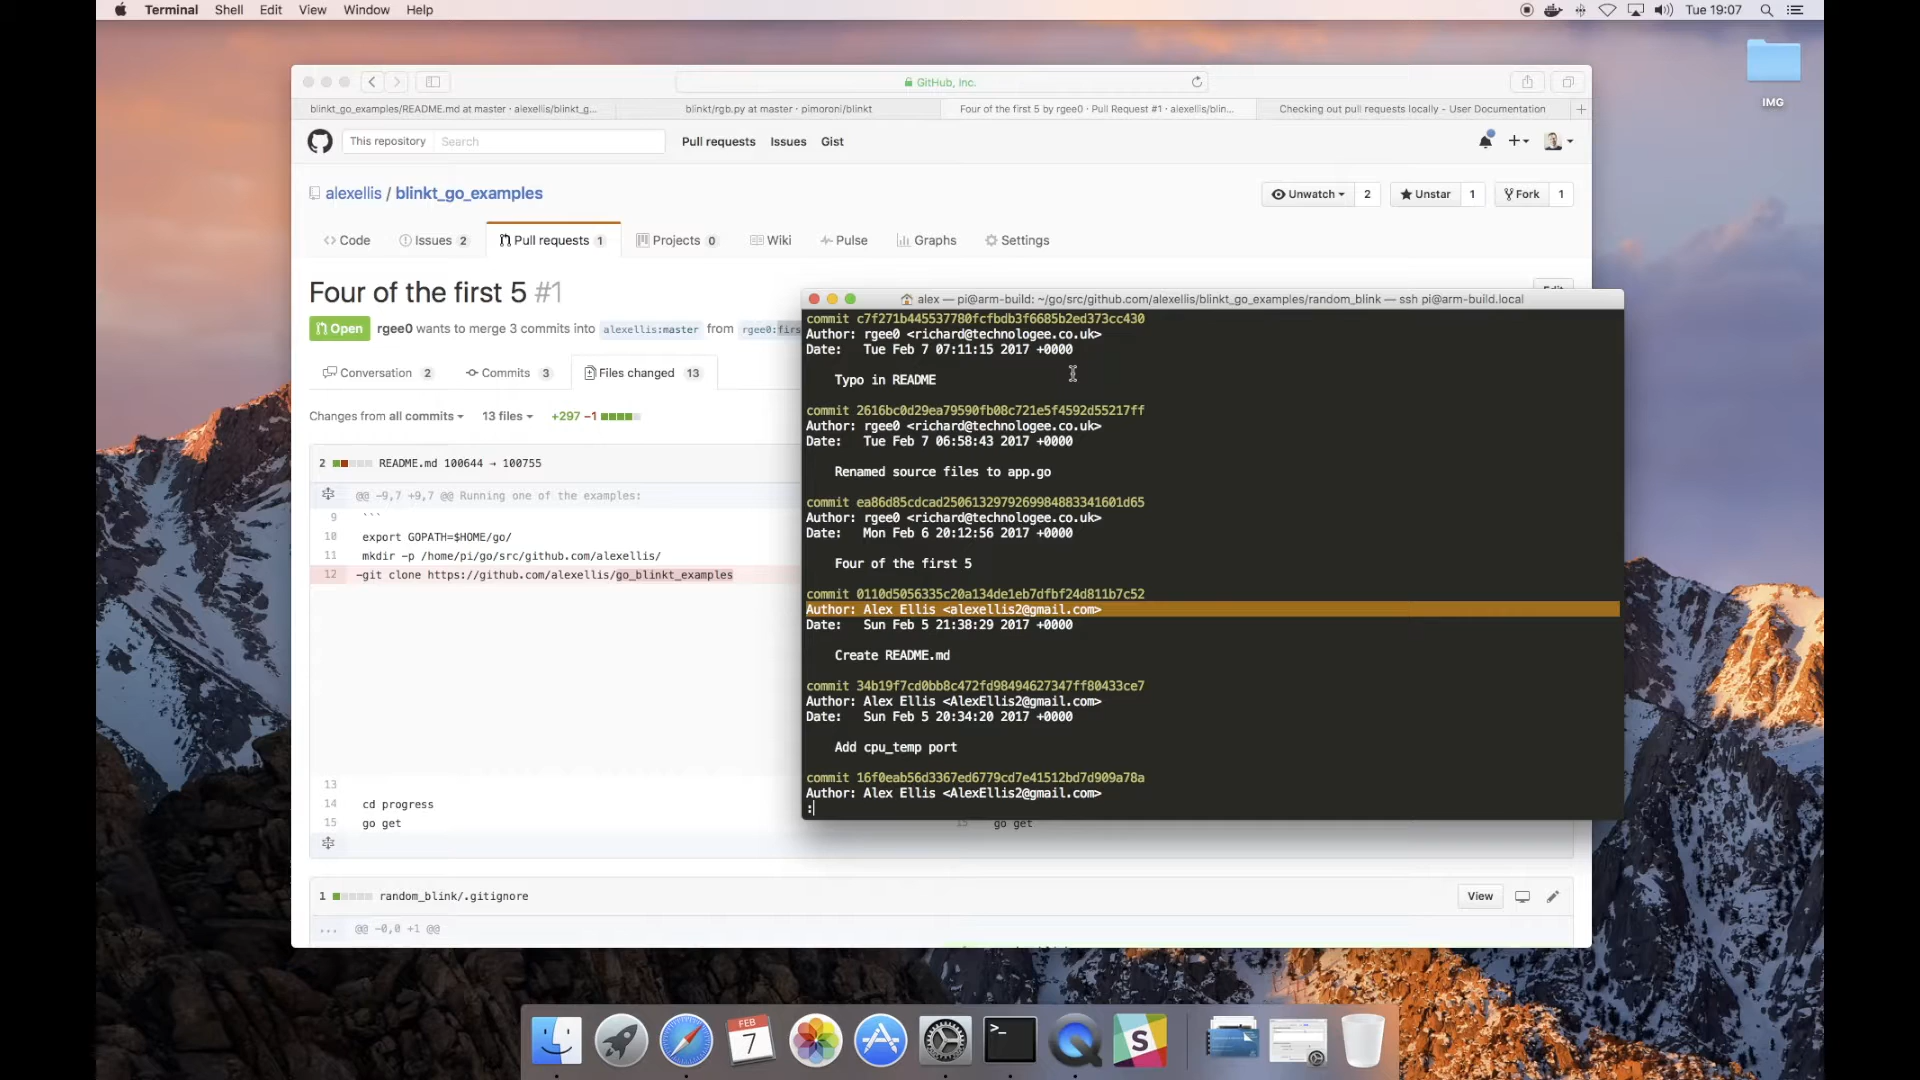 Terminal Shell Edit View Window Help
Tue 19:07
IMG
GitHub, Inc.
blinkt_go_examples/README.md at master · alexellis/blinkt_g...
blinkt/rgb.py at master · pimoroni/blinkt
Four of the first 5 by rgee0 · Pull Request #1 · alexellis/blin...
Checking out pull requests locally - User Documentation
This repository Search
Pull requests Issues Gist
alexellis / blinkt_go_examples
Unwatch 2 Unstar 1 Fork 1
Code Issues 2 Pull requests 1 Projects 0 Wiki Pulse Graphs Settings
Four of the first 5 #1
Open rgee0 wants to merge 3 commits into alexellis:master from rgee0:firs
Conversation 2 Commits 3 Files changed 13
Changes from all commits 13 files +297 −1
2 README.md 100644 → 100755
@@ -9,7 +9,7 @@ Running one of the examples:
9 ```
10 export GOPATH=$HOME/go/
11 mkdir -p /home/pi/go/src/github.com/alexellis/
12 -git clone https://github.com/alexellis/go_blinkt_examples
13
14 cd progress
15 go get
15 go get
1 random_blink/.gitignore
View
... @@ -0,0 +1 @@
alex — pi@arm-build: ~/go/src/github.com/alexellis/blinkt_go_examples/random_blink — ssh pi@arm-build.local
commit c7f271b445537780fcfbdb3f6685b2ed373cc430
Author: rgee0 <richard@technologee.co.uk>
Date: Tue Feb 7 07:11:15 2017 +0000
Typo in README
commit 2616bc0d29ea79590fb08c721e5f4592d55217ff
Author: rgee0 <richard@technologee.co.uk>
Date: Tue Feb 7 06:58:43 2017 +0000
Renamed source files to app.go
commit ea86d85cdcad2506132979269984883341601d65
Author: rgee0 <richard@technologee.co.uk>
Date: Mon Feb 6 20:12:56 2017 +0000
Four of the first 5
commit 0110d5056335c20a134de1eb7dfbf24d811b7c52
Author: Alex Ellis <alexellis2@gmail.com>
Date: Sun Feb 5 21:38:29 2017 +0000
Create README.md
commit 34b19f7cd0bb8c472fd98494627347ff80433ce7
Author: Alex Ellis <AlexEllis2@gmail.com>
Date: Sun Feb 5 20:34:20 2017 +0000
Add cpu_temp port
commit 16f0eab56d3367ed6779cd7e41512bd7d909a78a
Author: Alex Ellis <AlexEllis2@gmail.com>
:
FEB
7